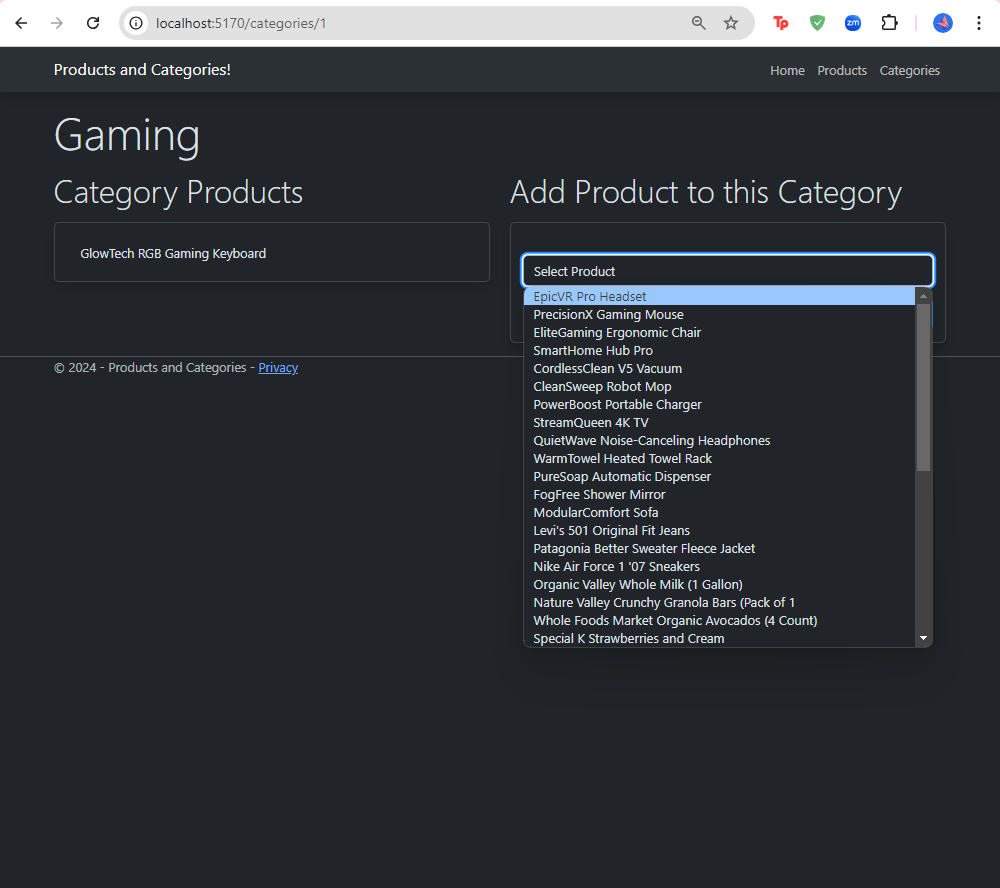 localhost:5170/categories/1
Tp
zm
Products and Categories!
Home Products Categories
Gaming
Category Products
GlowTech RGB Gaming Keyboard
Add Product to this Category
Select Product
EpicVR Pro Headset
PrecisionX Gaming Mouse
EliteGaming Ergonomic Chair
SmartHome Hub Pro
CordlessClean V5 Vacuum
CleanSweep Robot Mop
PowerBoost Portable Charger
StreamQueen 4K TV
QuietWave Noise-Canceling Headphones
WarmTowel Heated Towel Rack
PureSoap Automatic Dispenser
FogFree Shower Mirror
ModularComfort Sofa
Levi's 501 Original Fit Jeans
Patagonia Better Sweater Fleece Jacket
Nike Air Force 1 '07 Sneakers
Organic Valley Whole Milk (1 Gallon)
Nature Valley Crunchy Granola Bars (Pack of 1
Whole Foods Market Organic Avocados (4 Count)
Special K Strawberries and Cream
© 2024 - Products and Categories - Privacy